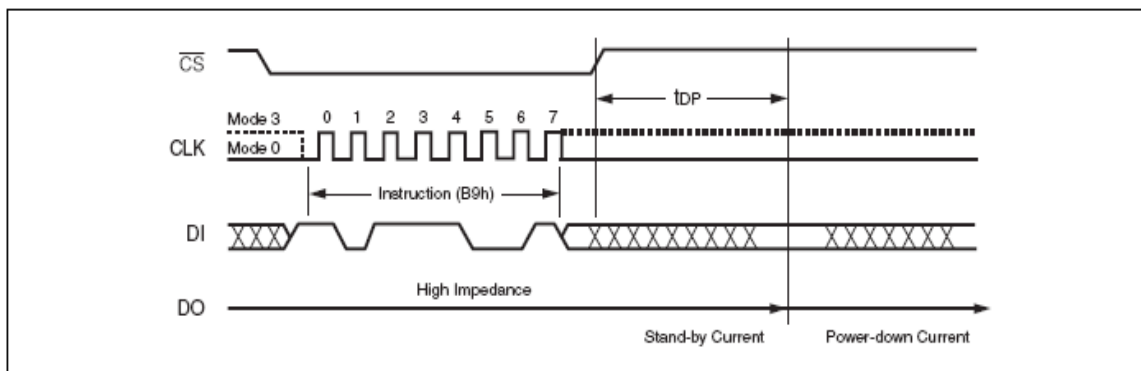 CS
tDP
Mode 3
0 1 2 3 4 5 6 7
CLK
Mode 0
Instruction (B9h)
DI
High Impedance
DO
Stand-by Current
Power-down Current